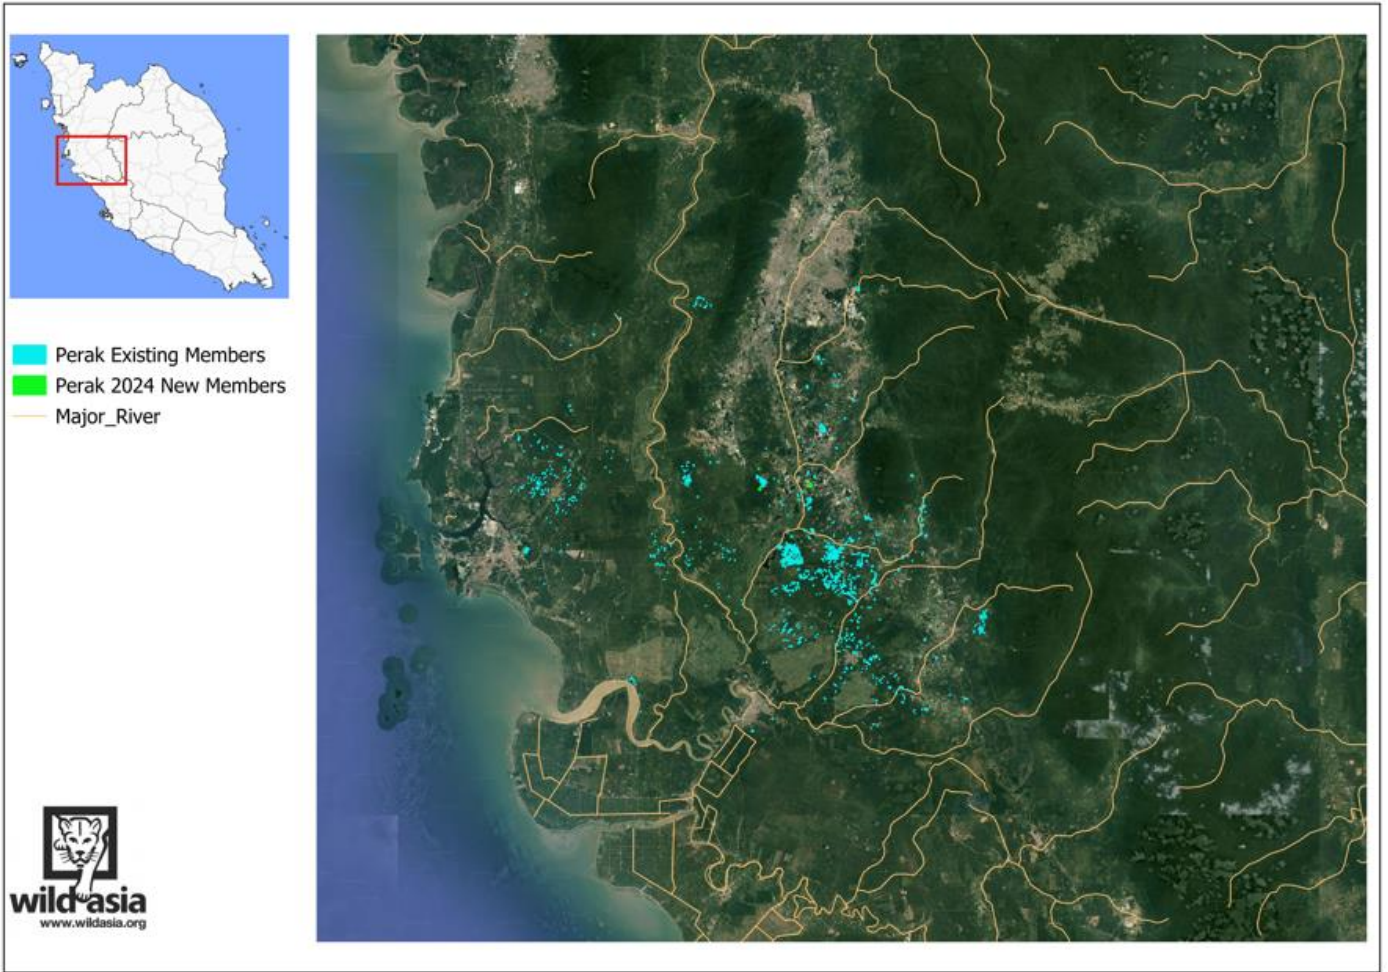 Perak Existing Members
Perak 2024 New Members
Major_River
wild asia
www.wildasia.org